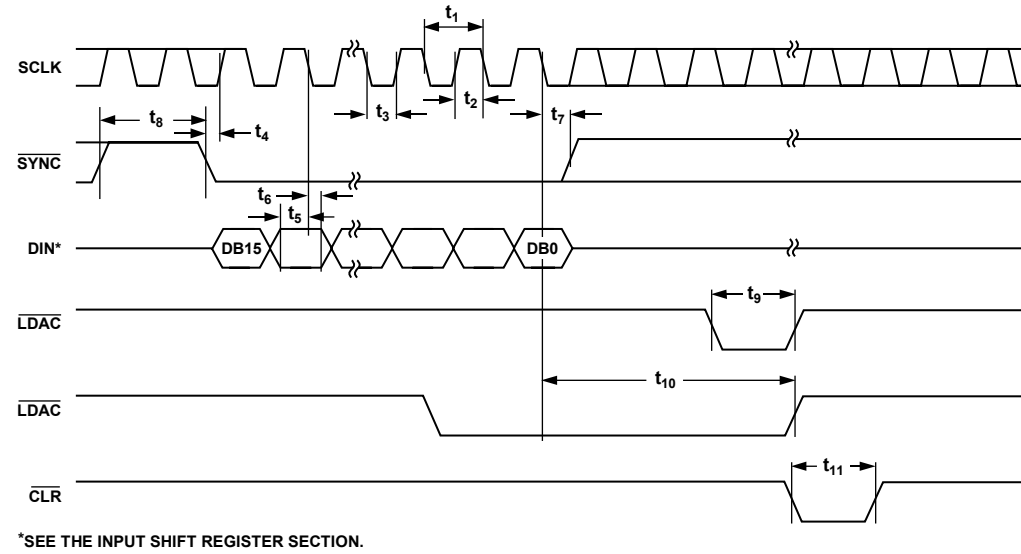 t1
SCLK
t3
t2
t7
t8
t4
SYNC
t6
t5
DIN*
DB15
DB0
t9
LDAC
t10
LDAC
t11
CLR
*SEE THE INPUT SHIFT REGISTER SECTION.